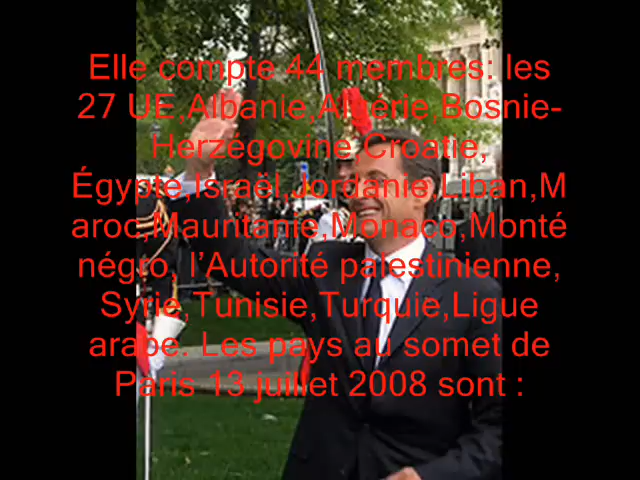 Elle compte 44 membres: les
27 UE,Albanie,Algérie,Bosnie-
Herzégovine,Croatie,
Égypte,Israël,Jordanie,Liban,M
aroc,Mauritanie,Monaco,Monté
négro, l’Autorité palestinienne,
Syrie,Tunisie,Turquie,Ligue
arabe. Les pays au somet de
Paris 13 juillet 2008 sont :